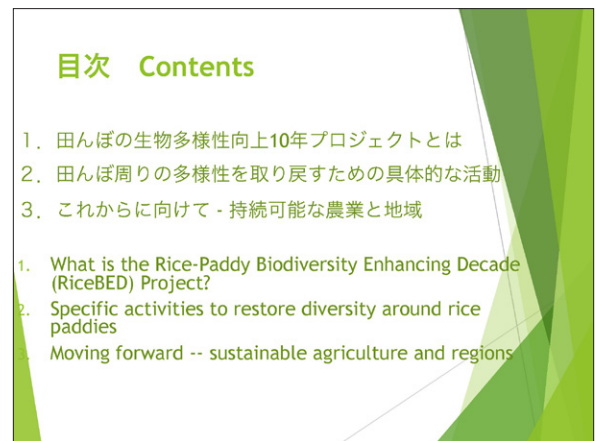 目次　Contents
１．田んぼの生物多様性向上10年プロジェクトとは
２．田んぼ周りの多様性を取り戻すための具体的な活動
３．これからに向けて - 持続可能な農業と地域
1. What is the Rice-Paddy Biodiversity Enhancing Decade
(RiceBED) Project?
2. Specific activities to restore diversity around rice
paddies
3. Moving forward -- sustainable agriculture and regions